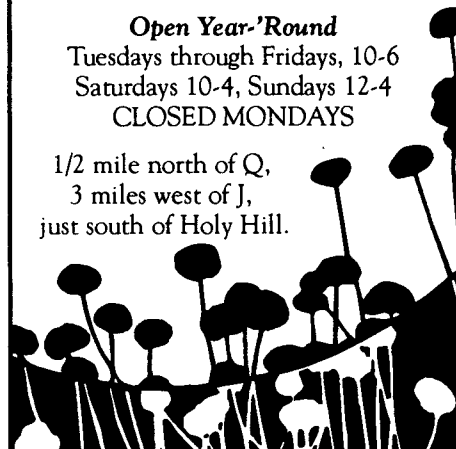 Open Year-'Round
Tuesdays through Fridays, 10-6
Saturdays 10-4, Sundays 12-4
CLOSED MONDAYS
1/2 mile north of Q,
3 miles west of J,
just south of Holy Hill.